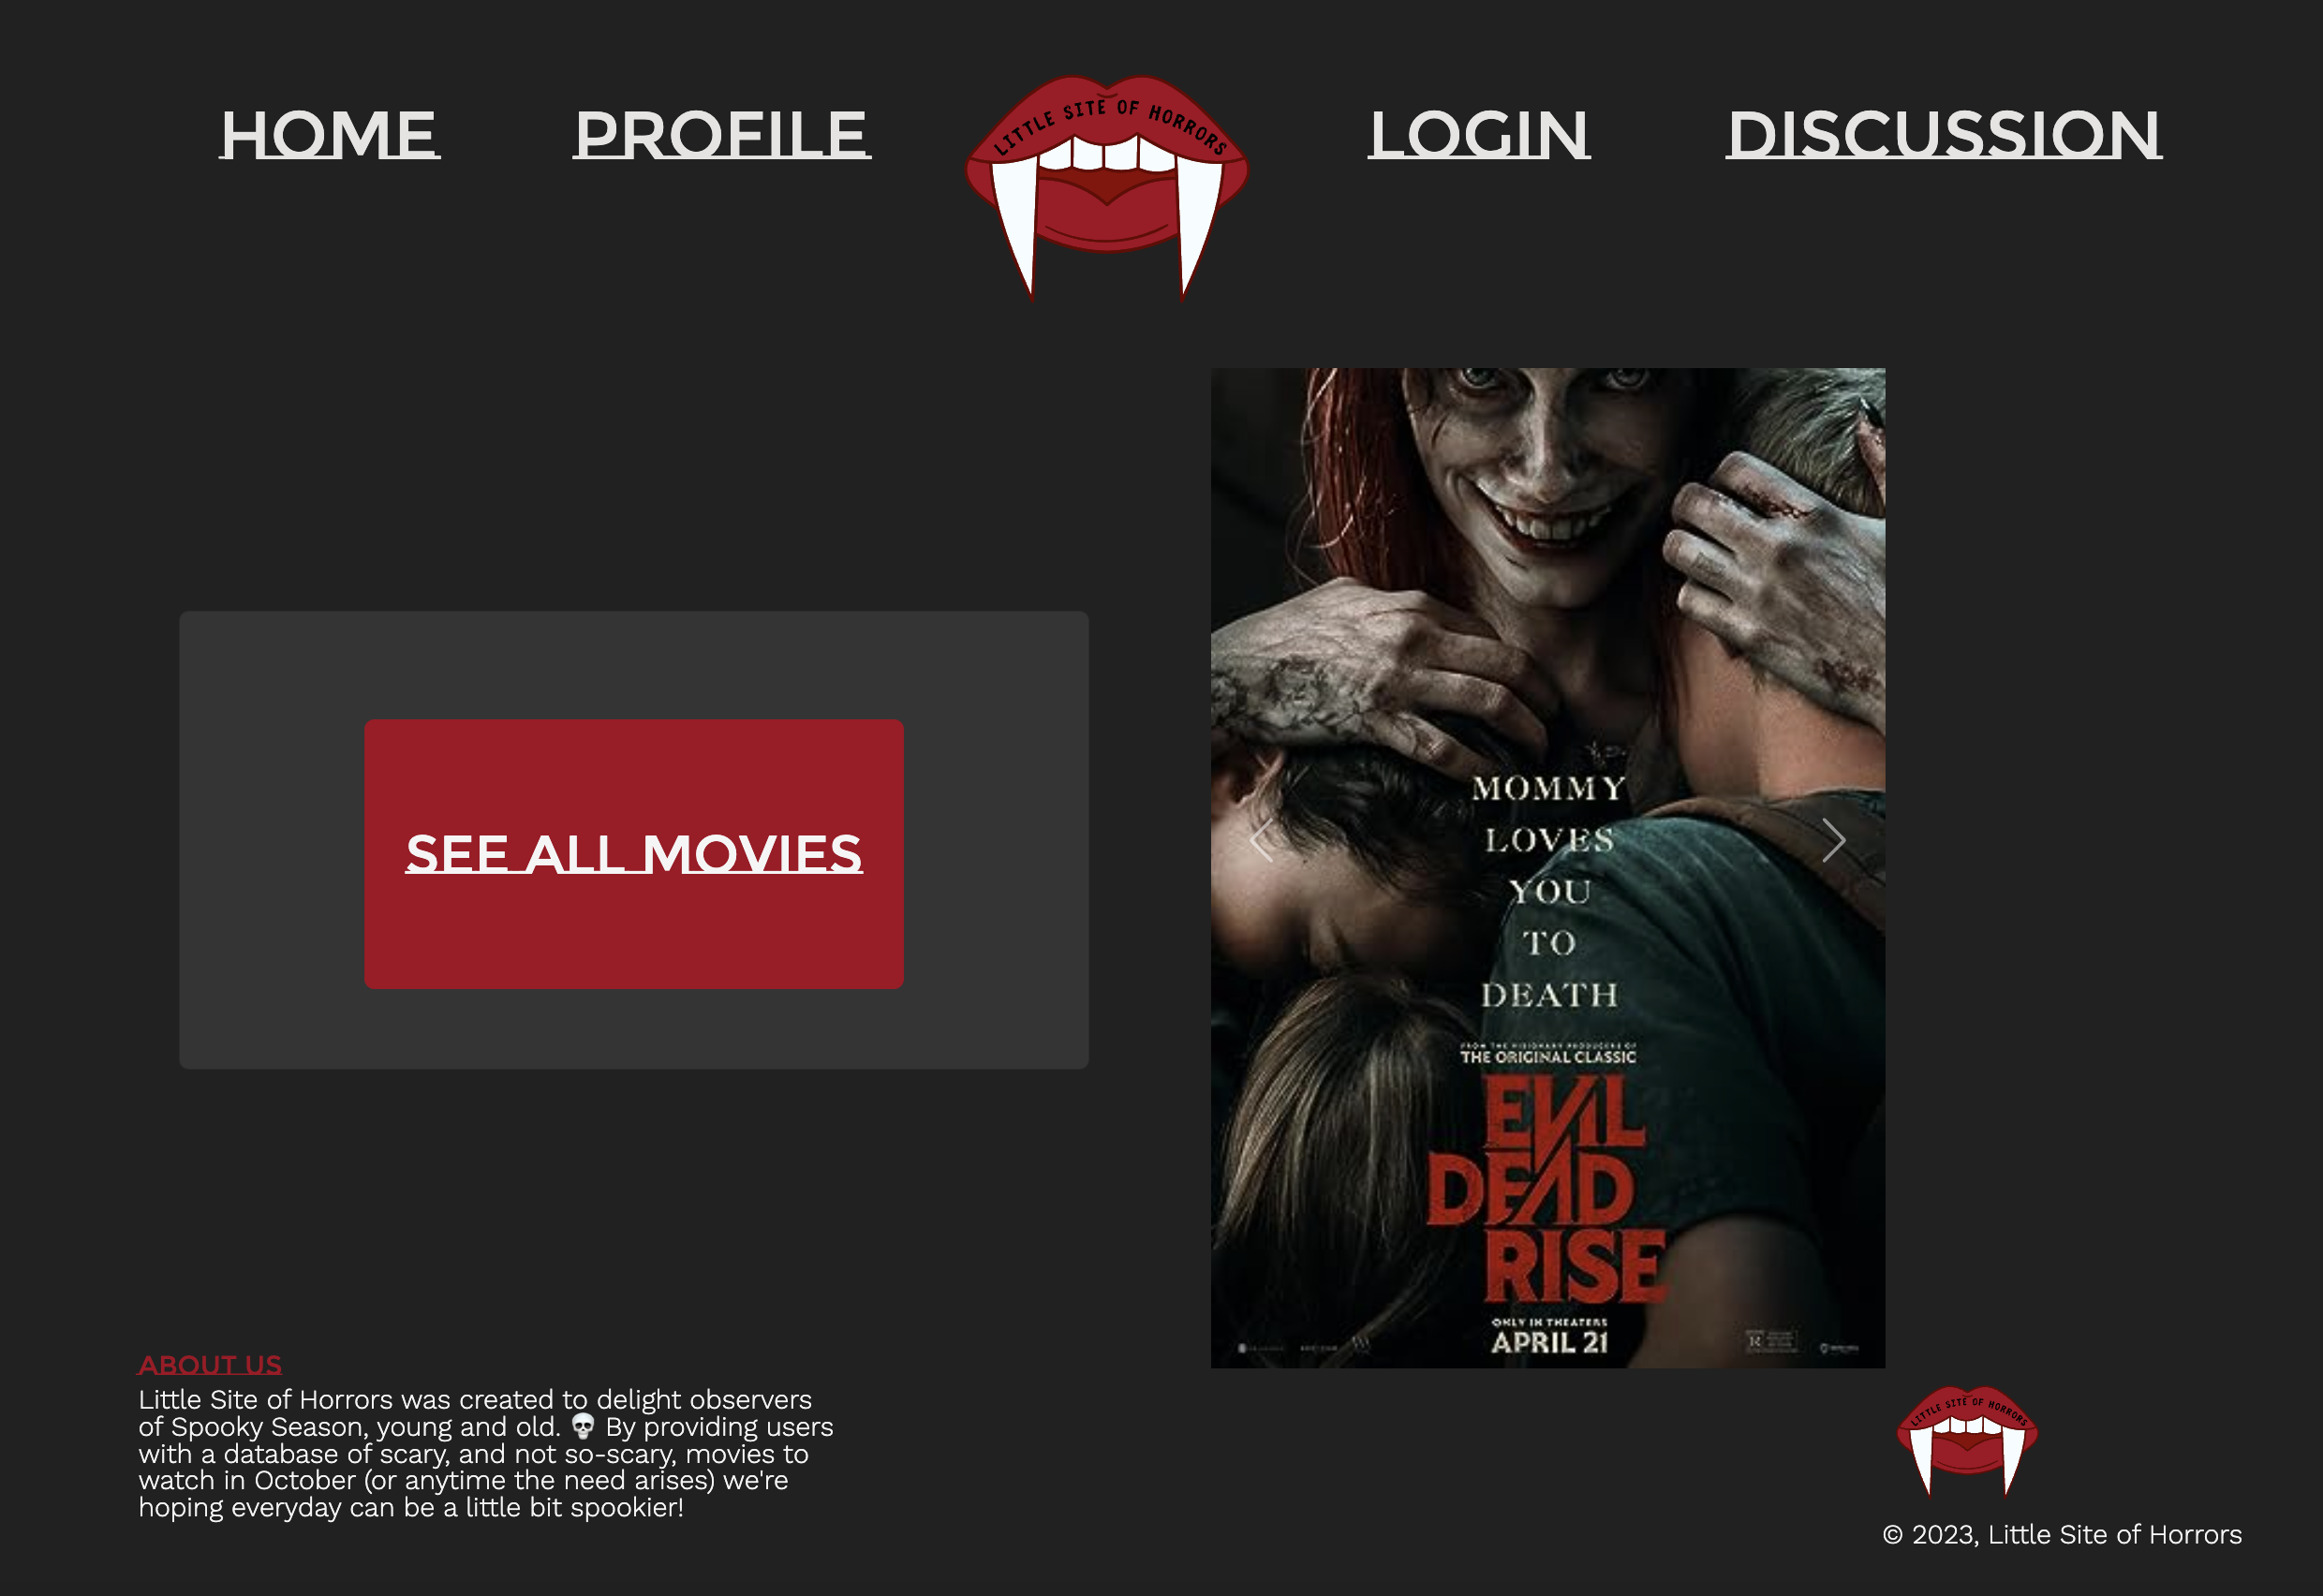 HOME
PROFILE
LITTLE SITE OF HORRORS
LOGIN
DISCUSSION
SEE ALL MOVIES
MOMMY
LOVES
YOU
TO
DEATH
FROM THE VISIONARY PRODUCERS OF
THE ORIGINAL CLASSIC
EVIL
DEAD
RISE
ONLY IN THEATERS
APRIL 21
R
ABOUT US
Little Site of Horrors was created to delight observers
of Spooky Season, young and old. 💀 By providing users
with a database of scary, and not so-scary, movies to
watch in October (or anytime the need arises) we're
hoping everyday can be a little bit spookier!
LITTLE SITE OF HORRORS
© 2023, Little Site of Horrors